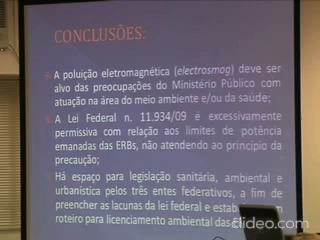 CONCLUSÕES:
A poluição eletromagnética (electrosmog) deve ser
alvo das preocupações do Ministério Público com
atuação na área do meio ambiente e/ou da saúde;
A Lei Federal n. 11.934/09 é excessivamente
permissiva com relação aos limites de potência
emanadas das ERBs, não atendendo ao princípio da
precaução;
Há espaço para legislação sanitária, ambiental e
urbanística pelos três entes federativos, a fim de
preencher as lacunas da lei federal e
roteiro para licenciamento ambiental das
clideo.com